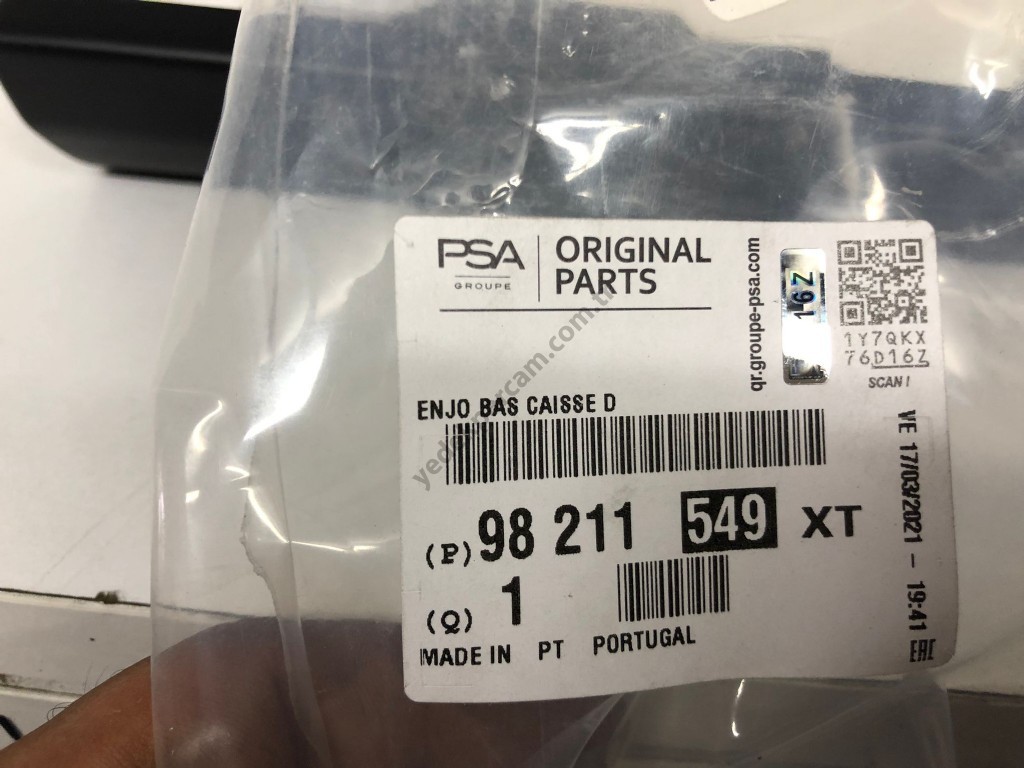 PSA
GROUPE
ORIGINAL
PARTS
qr.groupe-psa.com
16Z
1Y7QKX
76D16Z
SCAN !
ENJO BAS CAISSE D
(P) 98 211 549 XT
(Q) 1
MADE IN PT PORTUGAL
VE 17/03/2021 - 19:41
EAC